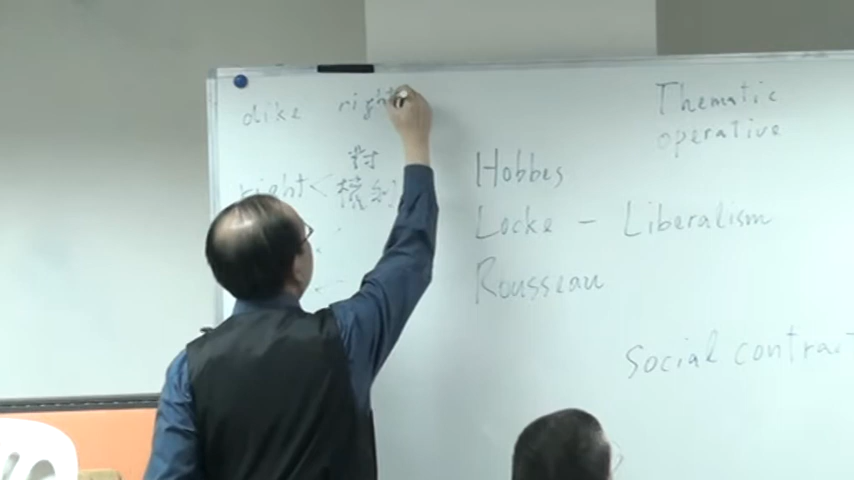 dike right
對
right < 權利
Hobbes
Locke - Liberalism
Rousseau
Thematic
operative
Social contract